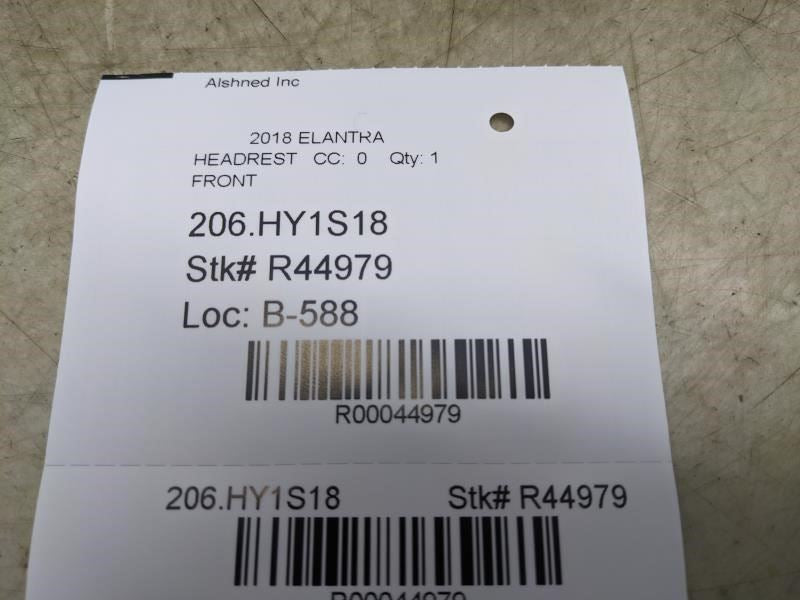 Alshned Inc
2018 ELANTRA
HEADREST CC: 0 Qty: 1
FRONT
206.HY1S18
Stk# R44979
Loc: B-588
R00044979
206.HY1S18 Stk# R44979
R00044979